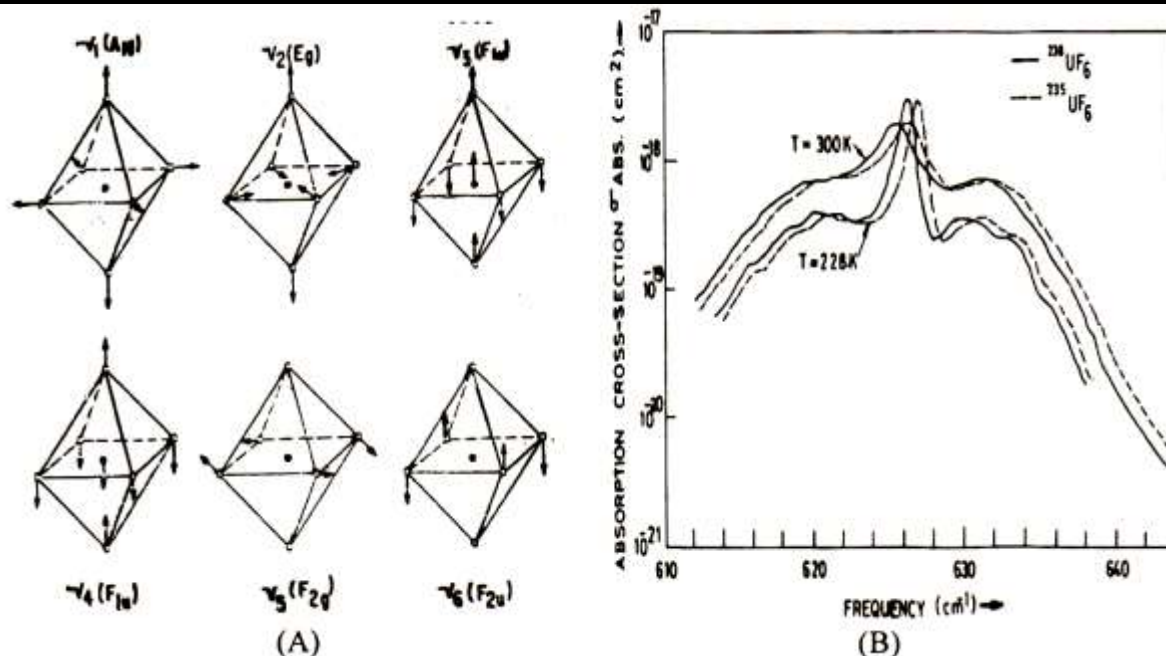 ν₁(A₁g)
ν₂(Eg)
ν₃(F₁u)
ν₄(F₁u)
ν₅(F₂g)
ν₆(F₂u)
(A)
ABSORPTION CROSS-SECTION σ ABS. (cm²)→
10⁻¹⁷
10⁻¹⁸
10⁻¹⁹
10⁻²⁰
10⁻²¹
²³⁸UF₆
²³⁵UF₆
T=300K
T=228K
610 620 630 640
FREQUENCY (cm⁻¹)→
(B)